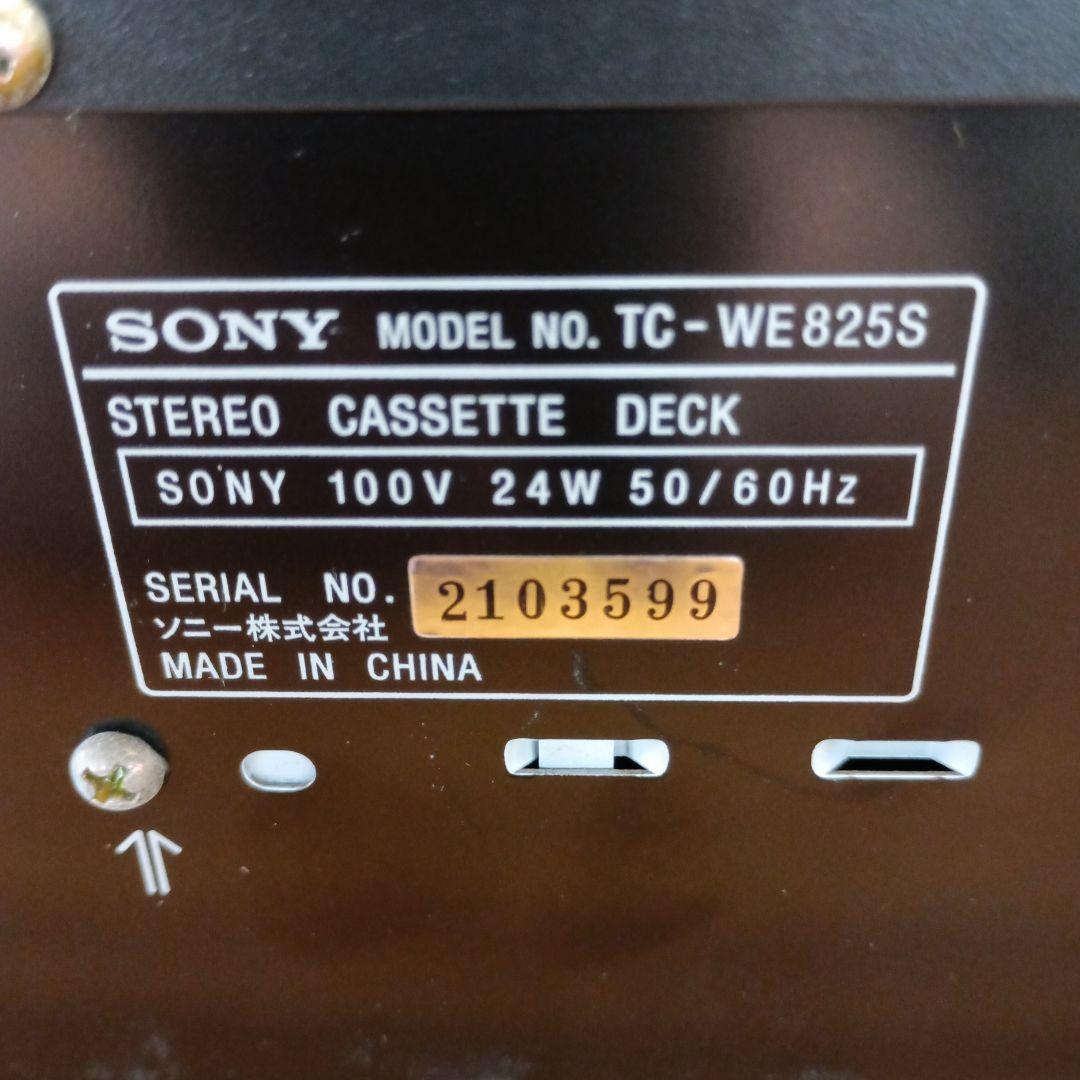 SONY MODEL NO. TC-WE825S
STEREO CASSETTE DECK
SONY 100V 24W 50/60Hz
SERIAL NO. 2103599
ソニー株式会社
MADE IN CHINA